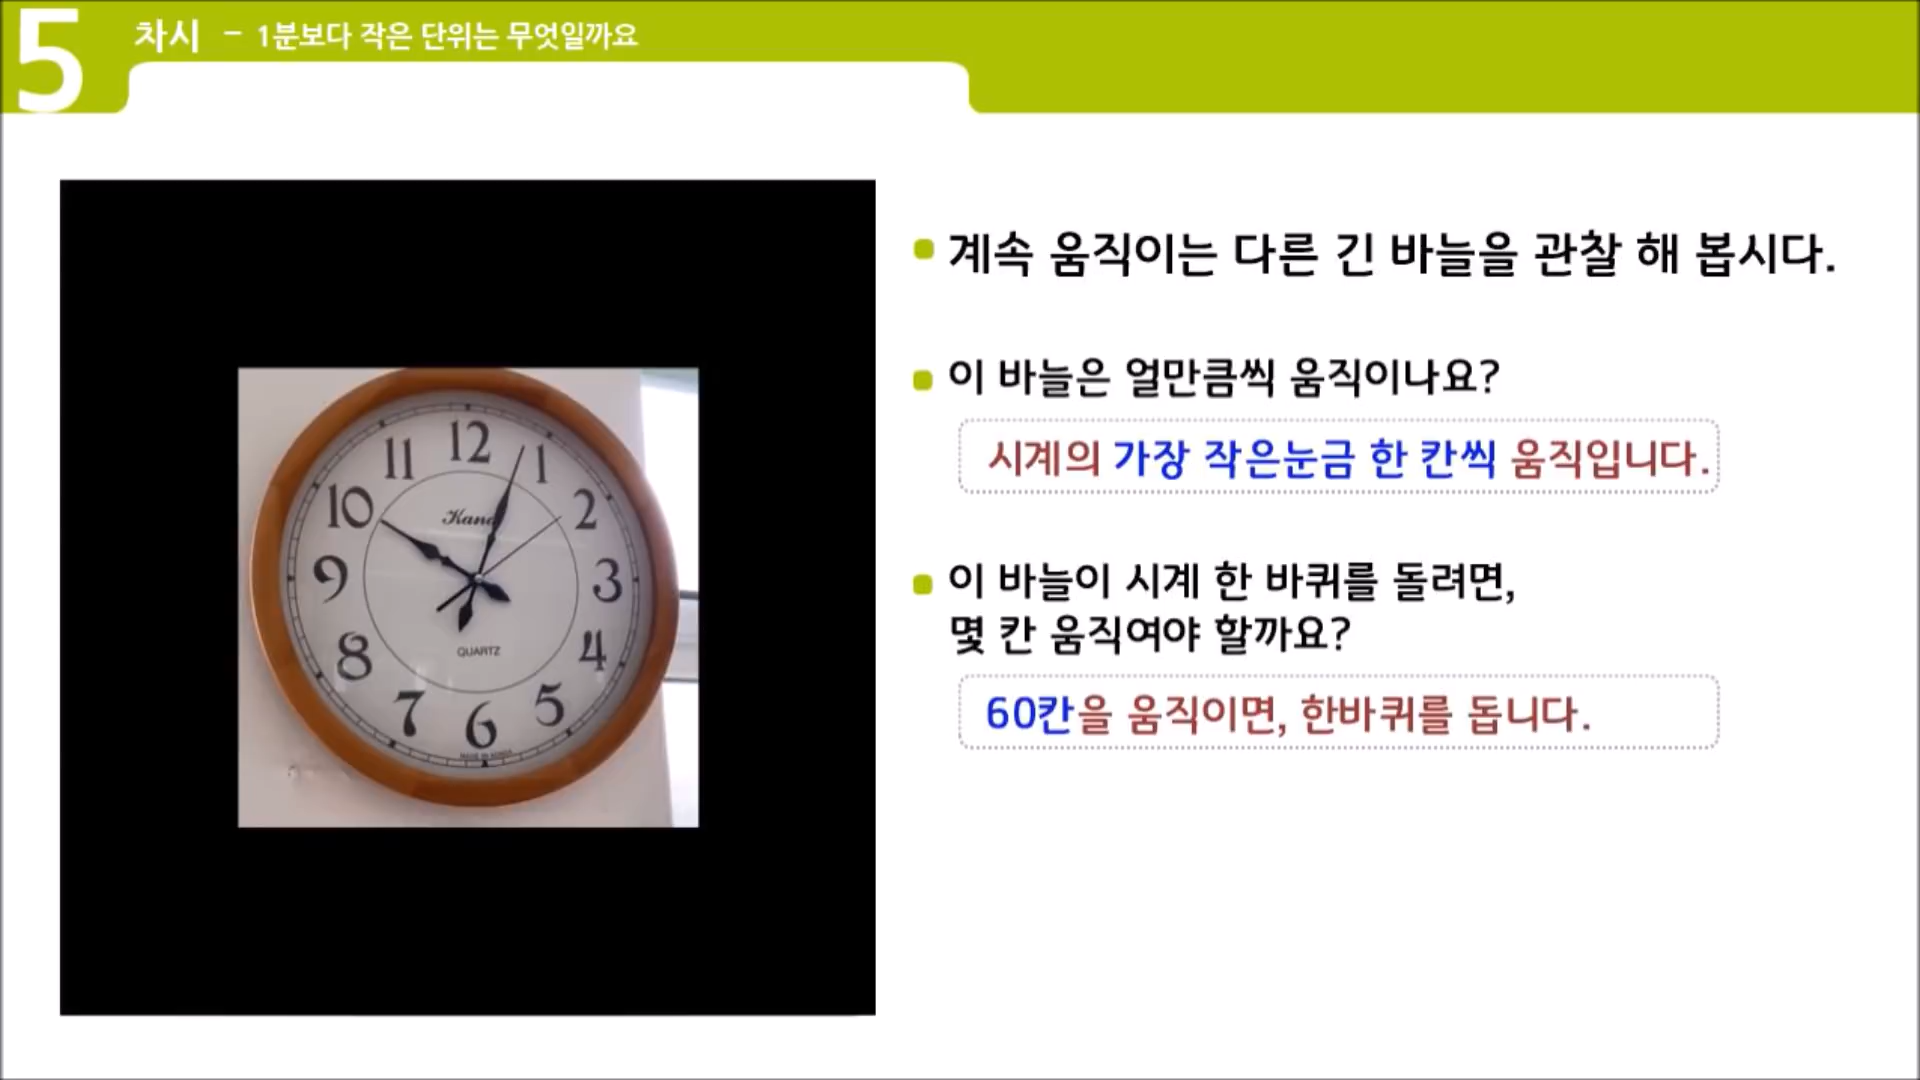 5 차시 - 1분보다 작은 단위는 무엇일까요
계속 움직이는 다른 긴 바늘을 관찰 해 봅시다.
이 바늘은 얼만큼씩 움직이나요?
시계의 가장 작은눈금 한 칸씩 움직입니다.
이 바늘이 시계 한 바퀴를 돌려면,
몇 칸 움직여야 할까요?
60칸을 움직이면, 한바퀴를 돕니다.
12
11
1
10
2
9
3
8
4
7
5
6
QUARTZ